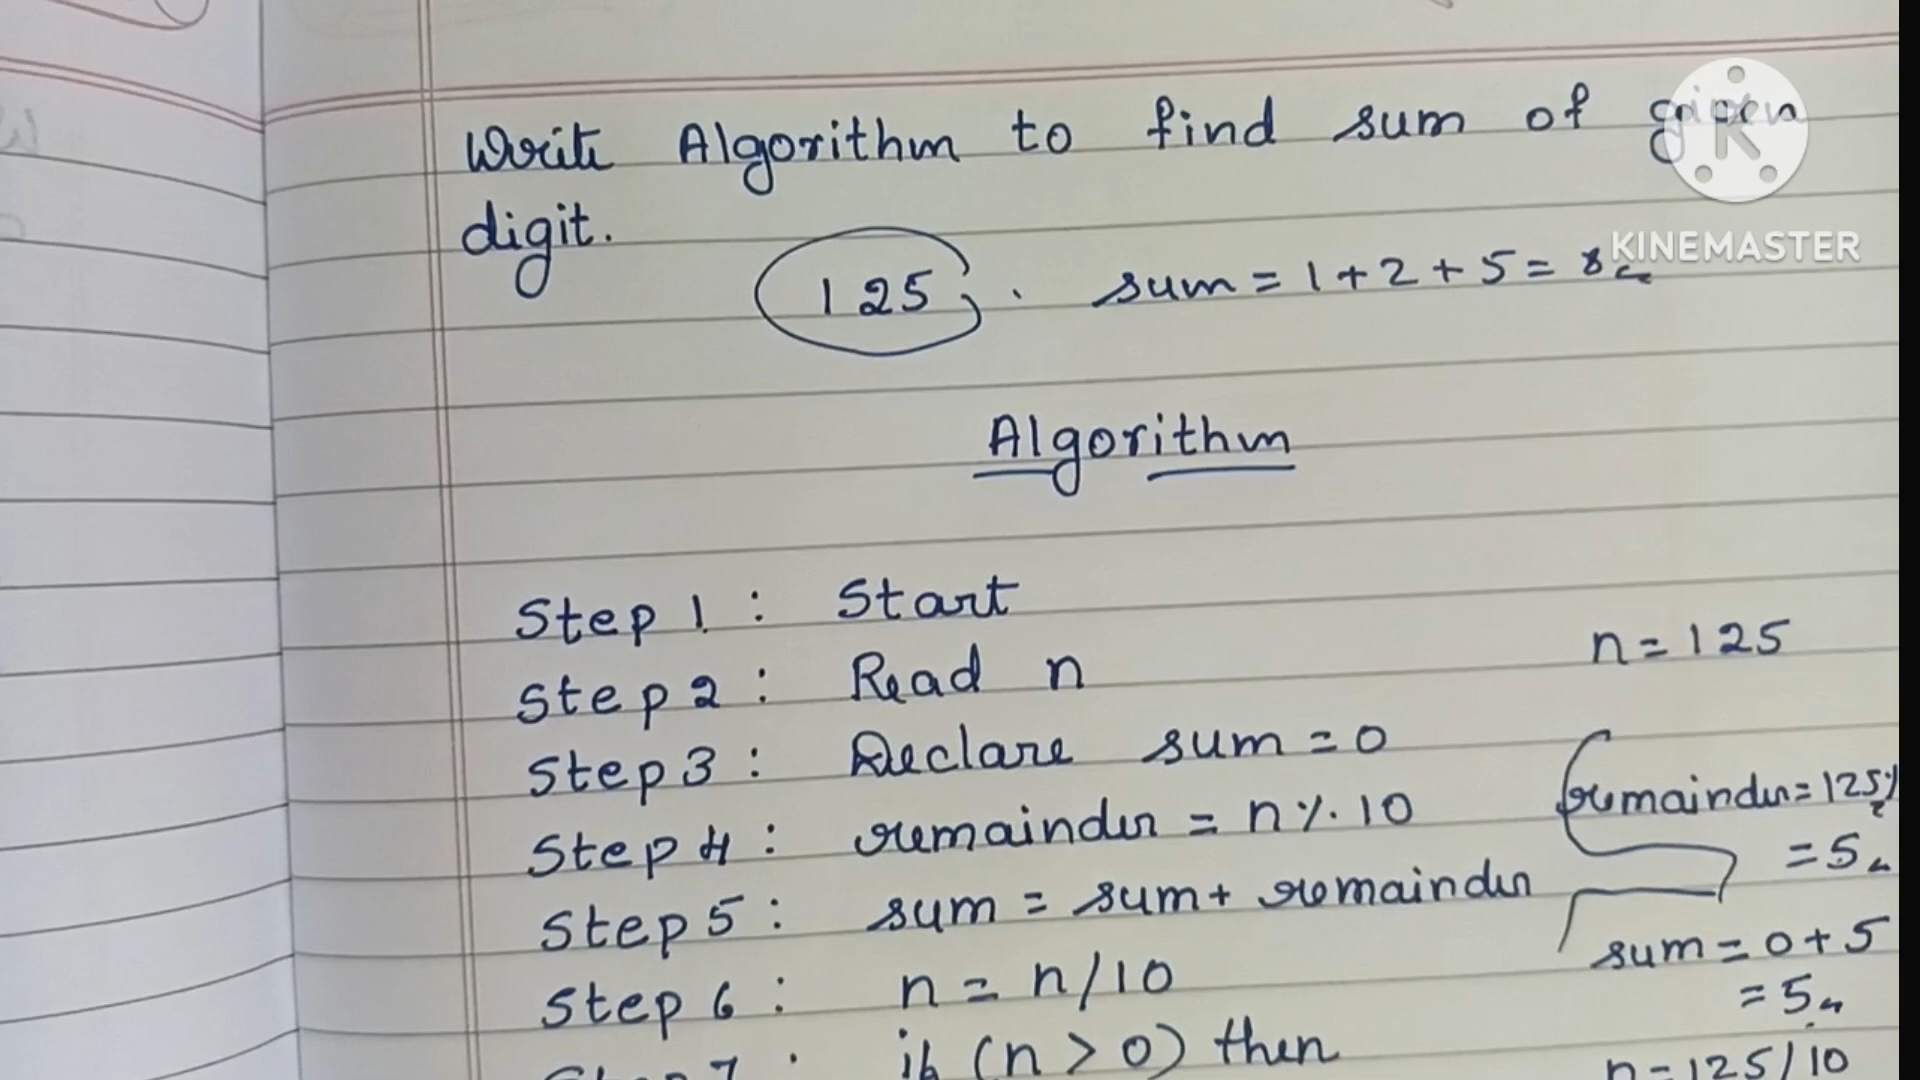 Write Algorithm to find sum of given
digit.
125 . sum = 1+2+5 = 8
Algorithm
Step 1 : Start
Step 2 : Read n
Step 3 : Declare sum = 0
Step 4 : remainder = n % 10
Step 5 : sum = sum + remainder
Step 6 : n = n/10
Step 7 : if (n > 0) then
n = 125
remainder = 125%
= 5
sum = 0 + 5
= 5
n = 125/10
K
KINEMASTER